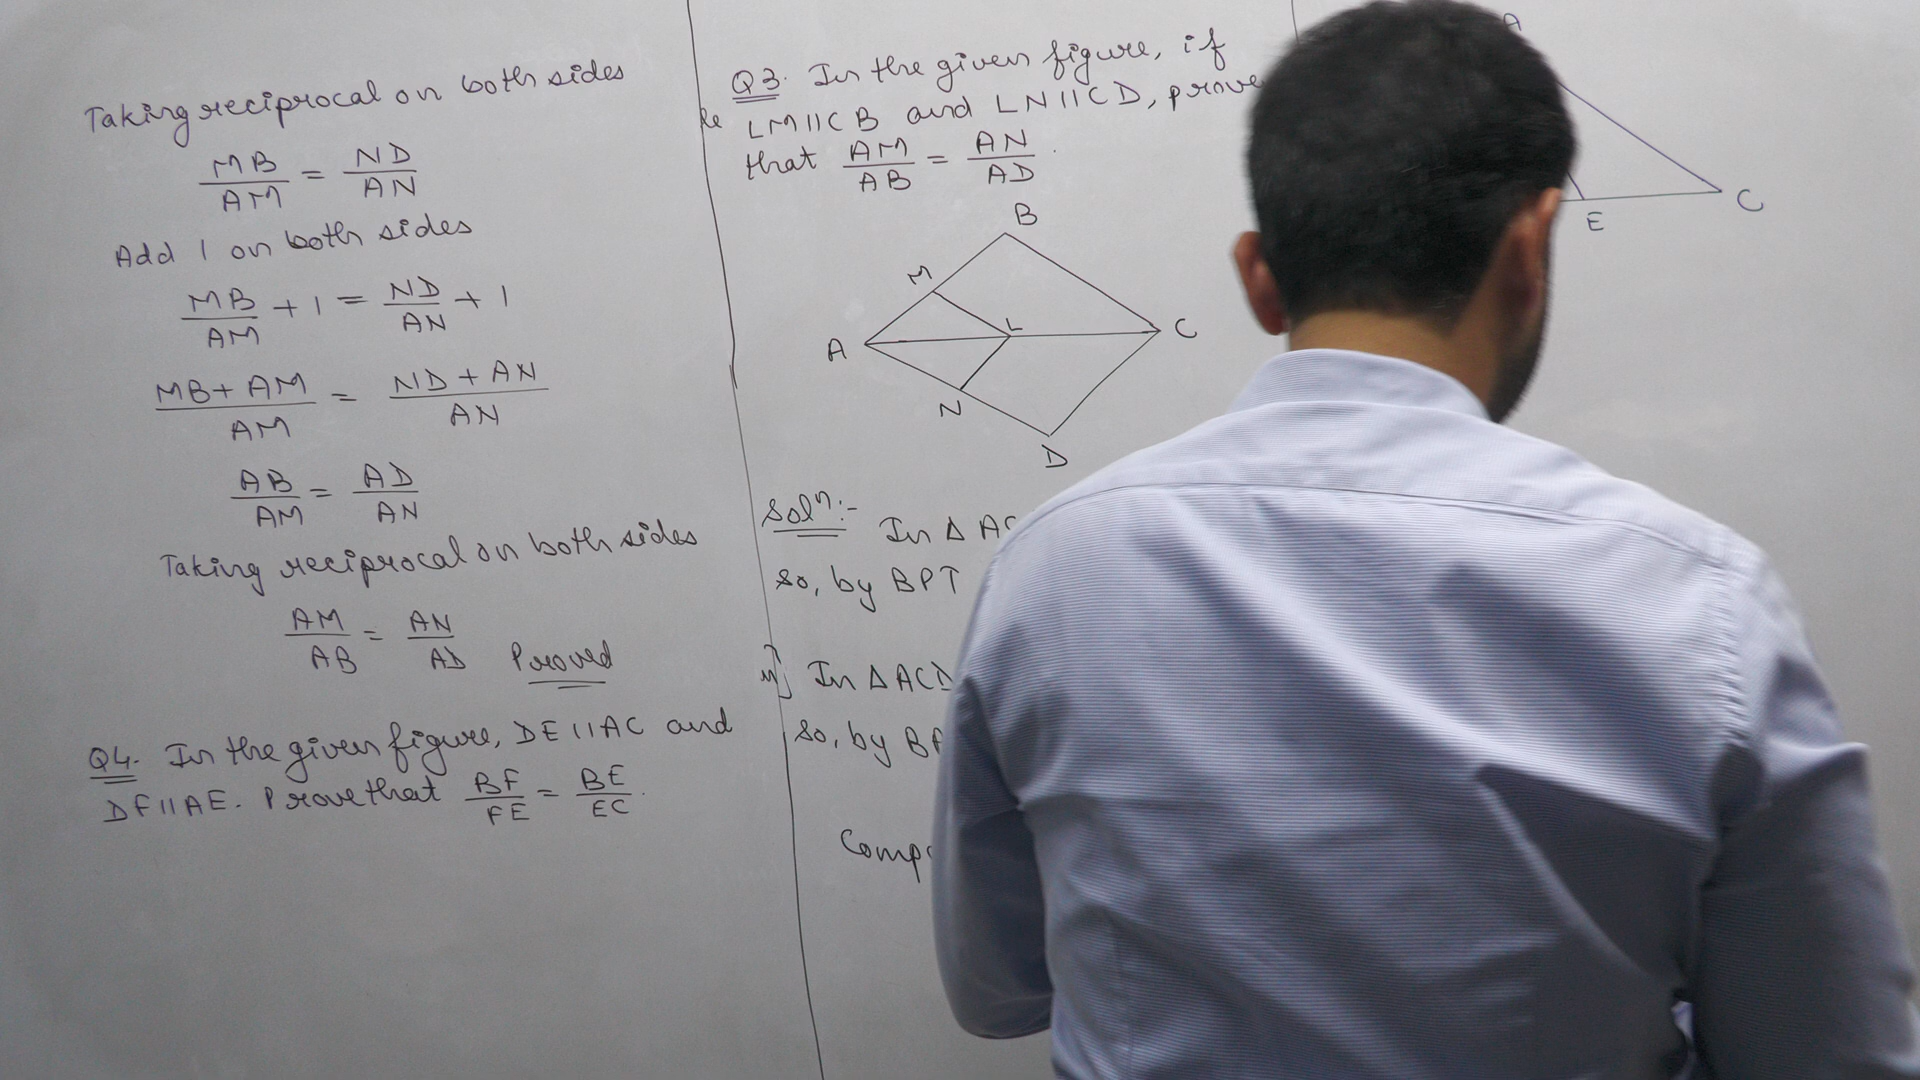 Taking reciprocal on both sides
MB/AM = ND/AN
Add 1 on both sides
MB/AM + 1 = ND/AN + 1
MB + AM/AM = ND + AN/AN
AB/AM = AD/AN
Taking reciprocal on both sides
AM/AB = AN/AD Proved
Q4. In the given figure, DE || AC and
DF || AE. Prove that BF/FE = BE/EC.
Q3. In the given figure, if
LM || CB and LN || CD, prove
that AM/AB = AN/AD.
B
M
A L C
N
D
Solⁿ:- In Δ AC
so, by BPT
In Δ ACD
so, by
A
E C